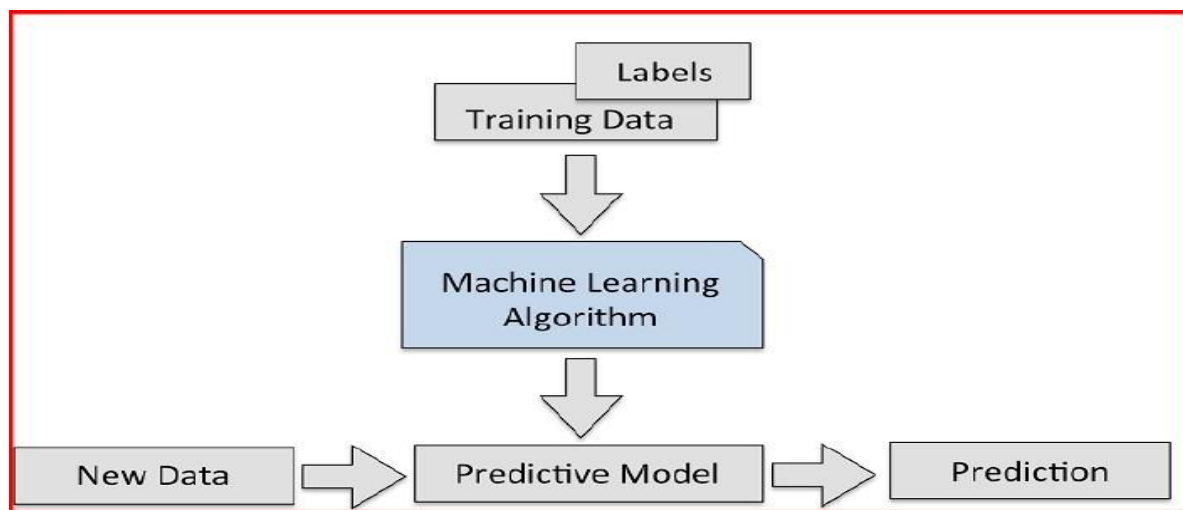 Labels
Training Data
Machine Learning
Algorithm
New Data
Predictive Model
Prediction